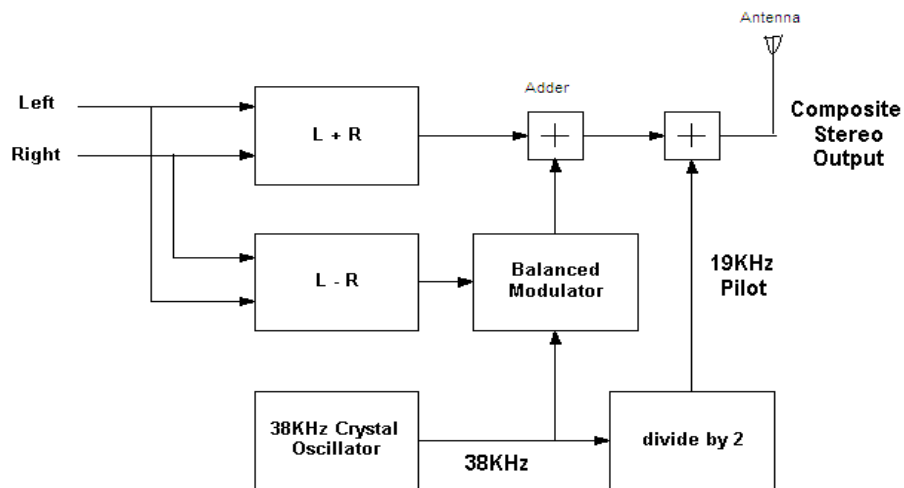 Antenna
Left
Right
L + R
Adder
Composite
Stereo
Output
L - R
Balanced
Modulator
19KHz
Pilot
38KHz Crystal
Oscillator
38KHz
divide by 2